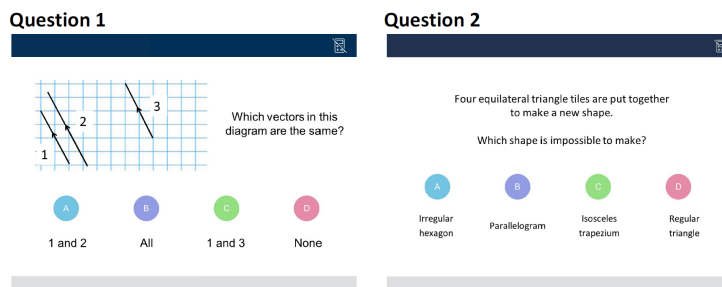 Question 1
1
2
3
Which vectors in this
diagram are the same?
A
B
C
D
1 and 2
All
1 and 3
None
Question 2
Four equilateral triangle tiles are put together
to make a new shape.
Which shape is impossible to make?
A
B
C
D
Irregular
hexagon
Parallelogram
Isosceles
trapezium
Regular
triangle